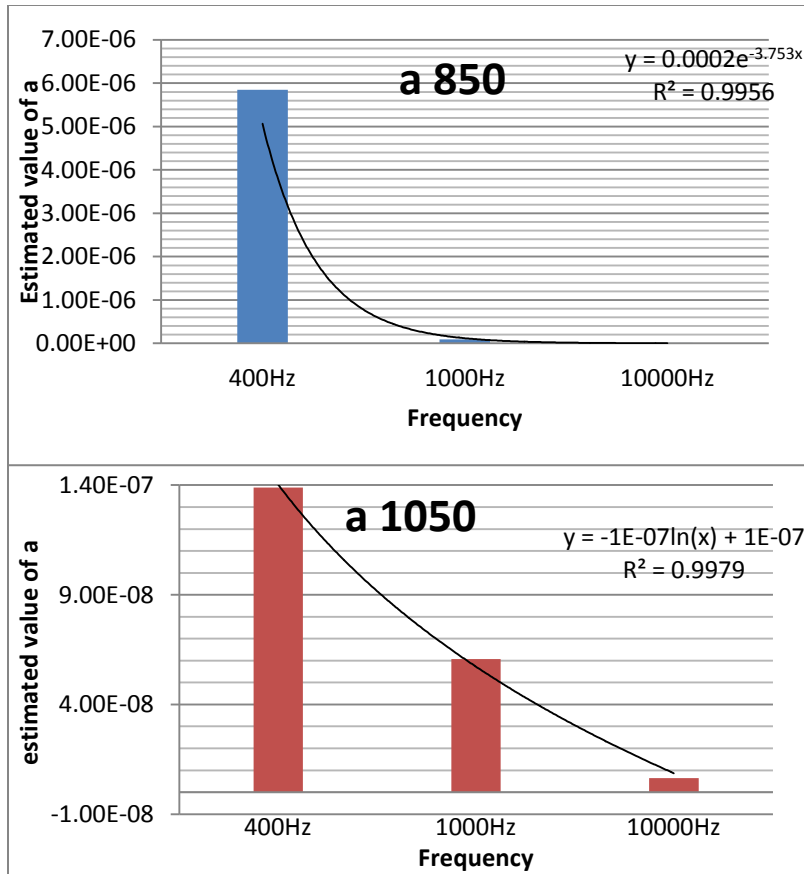 7.00E-06
6.00E-06
5.00E-06
4.00E-06
3.00E-06
2.00E-06
1.00E-06
0.00E+00
Estimated value of a
a 850
y = 0.0002e^-3.753x
R² = 0.9956
400Hz 1000Hz 10000Hz
Frequency
1.40E-07
9.00E-08
4.00E-08
-1.00E-08
estimated value of a
a 1050
y = -1E-07ln(x) + 1E-07
R² = 0.9979
400Hz 1000Hz 10000Hz
Frequency